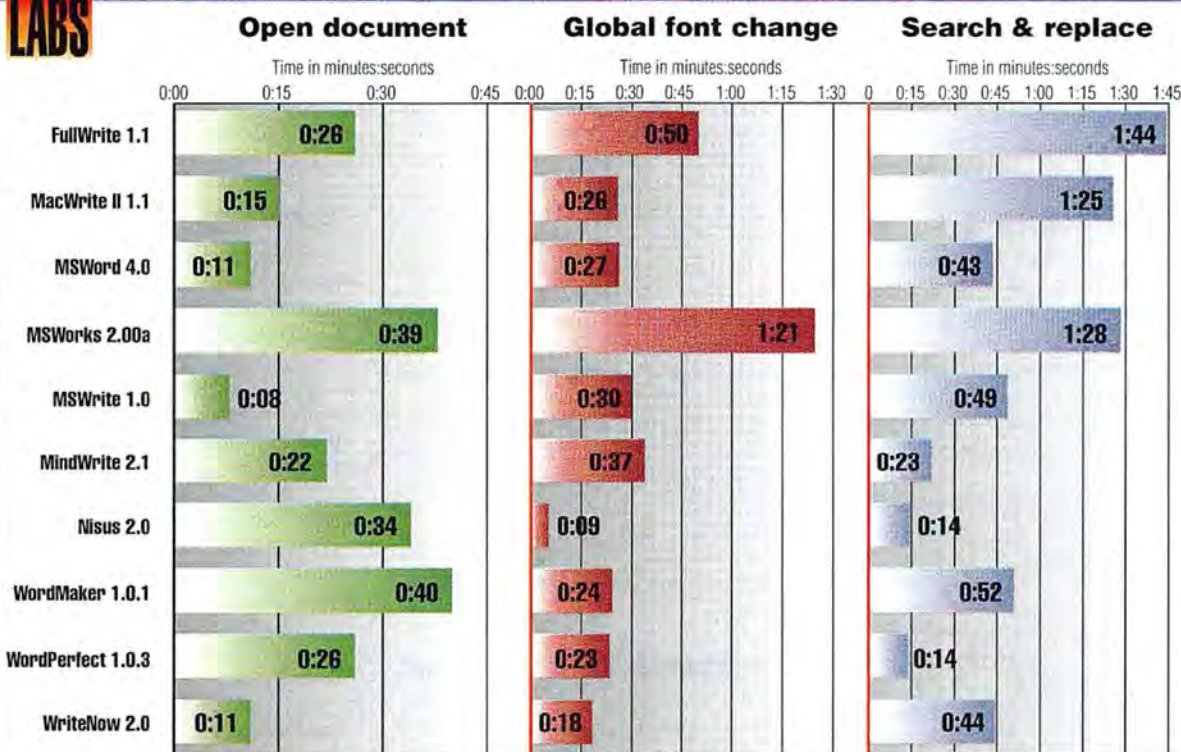 LABS
Open document Global font change Search & replace
Time in minutes:seconds Time in minutes:seconds Time in minutes:seconds
0:00 0:15 0:30 0:45 0:00 0:15 0:30 0:45 1:00 1:15 1:30 0 0:15 0:30 0:45 1:00 1:15 1:30 1:45
FullWrite 1.1 0:26 0:50 1:44
MacWrite II 1.1 0:15 0:26 1:25
MSWord 4.0 0:11 0:27 0:43
MSWorks 2.00a 0:39 1:21 1:28
MSWrite 1.0 0:08 0:30 0:49
MindWrite 2.1 0:22 0:37 0:23
Nisus 2.0 0:34 0:09 0:14
WordMaker 1.0.1 0:40 0:24 0:52
WordPerfect 1.0.3 0:26 0:23 0:14
WriteNow 2.0 0:11 0:18 0:44